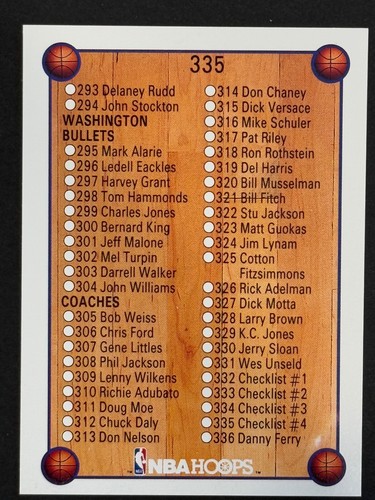 335
293 Delaney Rudd
294 John Stockton
WASHINGTON
BULLETS
295 Mark Alarie
296 Ledell Eackles
297 Harvey Grant
298 Tom Hammonds
299 Charles Jones
300 Bernard King
301 Jeff Malone
302 Mel Turpin
303 Darrell Walker
304 John Williams
COACHES
305 Bob Weiss
306 Chris Ford
307 Gene Littles
308 Phil Jackson
309 Lenny Wilkens
310 Richie Adubato
311 Doug Moe
312 Chuck Daly
313 Don Nelson
314 Don Chaney
315 Dick Versace
316 Mike Schuler
317 Pat Riley
318 Ron Rothstein
319 Del Harris
320 Bill Musselman
321 Bill Fitch
322 Stu Jackson
323 Matt Guokas
324 Jim Lynam
325 Cotton
Fitzsimmons
326 Rick Adelman
327 Dick Motta
328 Larry Brown
329 K.C. Jones
330 Jerry Sloan
331 Wes Unseld
332 Checklist #1
333 Checklist #2
334 Checklist #3
335 Checklist #4
336 Danny Ferry
NBA HOOPS